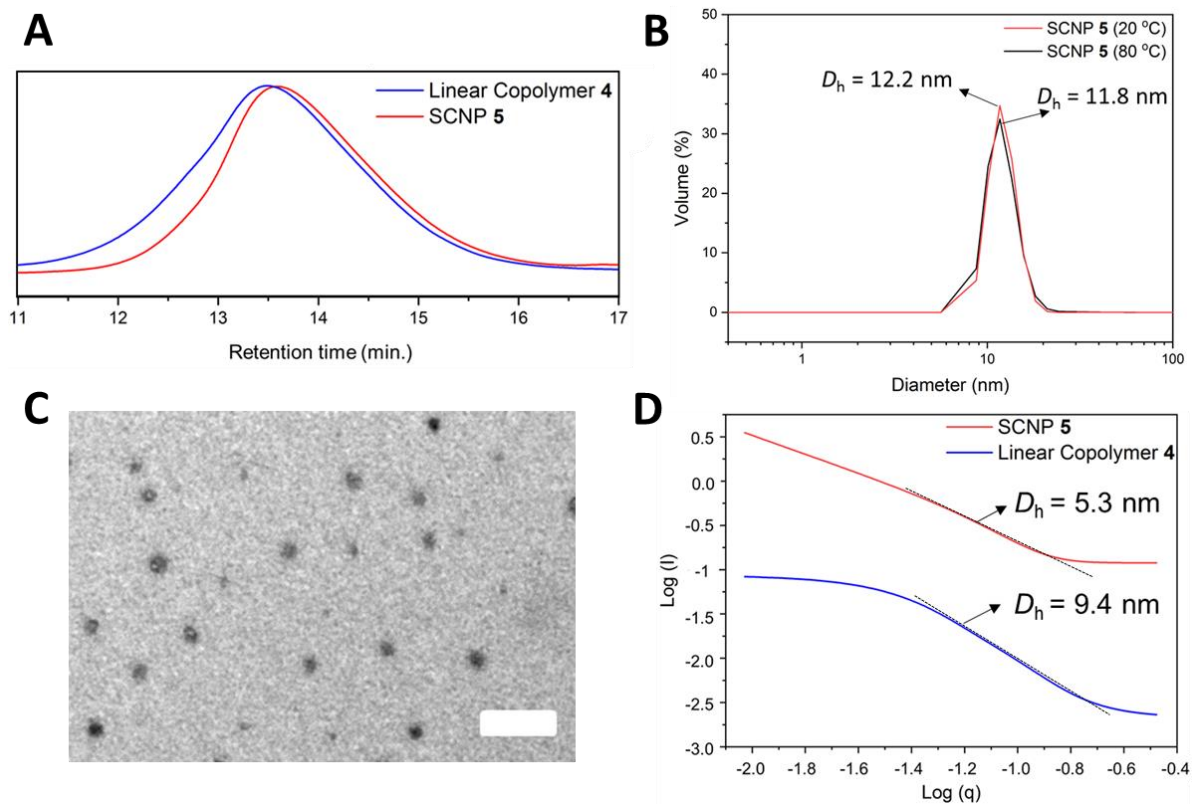 A
Linear Copolymer 4
SCNP 5
11 12 13 14 15 16 17
Retention time (min.)
B
50
40
30
20
10
0
Volume (%)
SCNP 5 (20 °C)
SCNP 5 (80 °C)
Dh = 12.2 nm
Dh = 11.8 nm
1 10 100
Diameter (nm)
C
D
0.5
0.0
-0.5
-1
-1.5
-2.0
-2.5
-3.0
Log (I)
SCNP 5
Linear Copolymer 4
Dh = 5.3 nm
Dh = 9.4 nm
-2.0 -1.8 -1.6 -1.4 -1.2 -1.0 -0.8 -0.6 -0.4
Log (q)